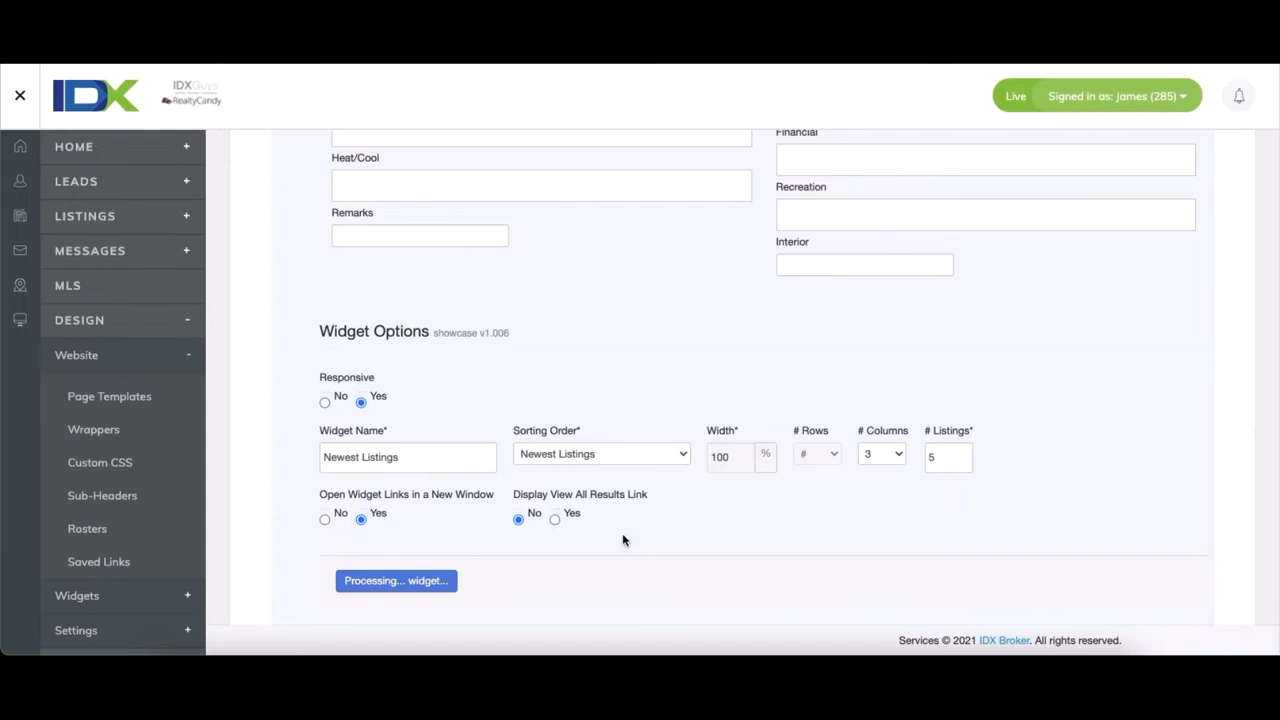 IDX
IDXGuys
RealtyCandy
Live
Signed in as: James (285)
HOME
LEADS
LISTINGS
MESSAGES
MLS
DESIGN
Website
Page Templates
Wrappers
Custom CSS
Sub-Headers
Rosters
Saved Links
Widgets
Settings
Financial
Heat/Cool
Recreation
Remarks
Interior
Widget Options showcase v1.006
Responsive
No Yes
Widget Name* Sorting Order* Width* # Rows # Columns # Listings*
Newest Listings Newest Listings 100 % # 3 5
Open Widget Links in a New Window Display View All Results Link
No Yes No Yes
Processing... widget...
Services © 2021 IDX Broker. All rights reserved.